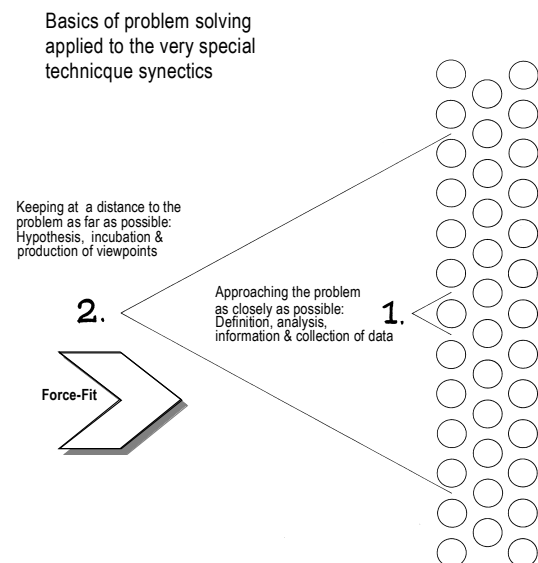 Basics of problem solving
applied to the very special
technicque synectics
Keeping at a distance to the
problem as far as possible:
Hypothesis, incubation &
production of viewpoints
2.
Approaching the problem
as closely as possible:
Definition, analysis,
information & collection of data
1.
Force-Fit